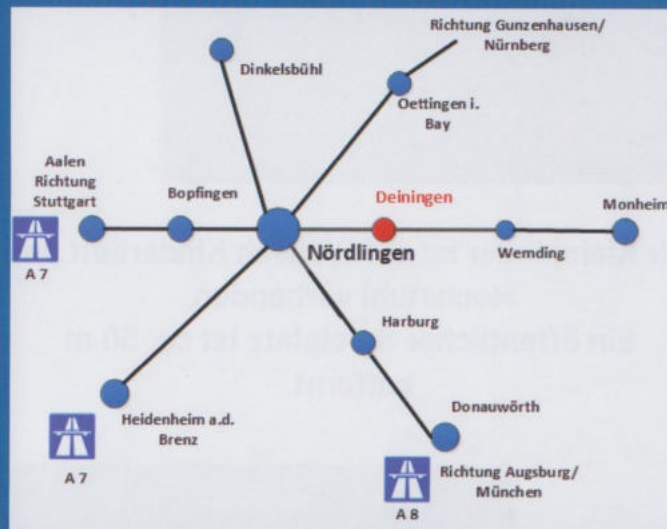 Richtung Gunzenhausen/
Nürnberg
Dinkelsbühl
Oettingen i.
Bay
Aalen
Richtung
Stuttgart
Bopfingen
Deiningen
Monheim
Nördlingen
Wemding
A 7
Harburg
Heidenheim a.d.
Brenz
A 7
Donauwörth
Richtung Augsburg/
München
A 8